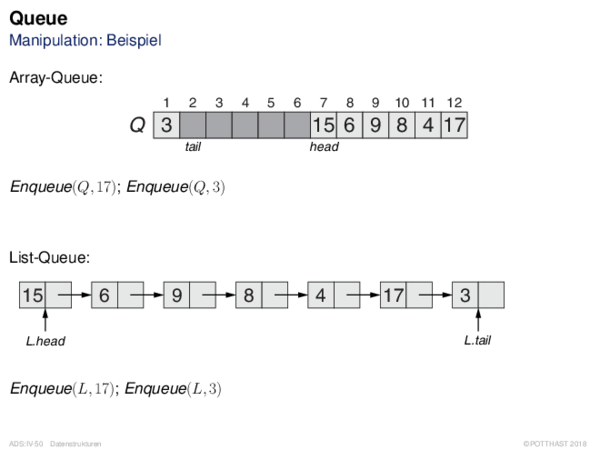 Queue
Manipulation: Beispiel
Array-Queue:
1 2 3 4 5 6 7 8 9 10 11 12
Q 3 15 6 9 8 4 17
tail head
Enqueue(Q, 17); Enqueue(Q, 3)
List-Queue:
15 6 9 8 4 17 3
L.head L.tail
Enqueue(L, 17); Enqueue(L, 3)
ADS:IV-50 Datenstrukturen ©POTTHAST 2018